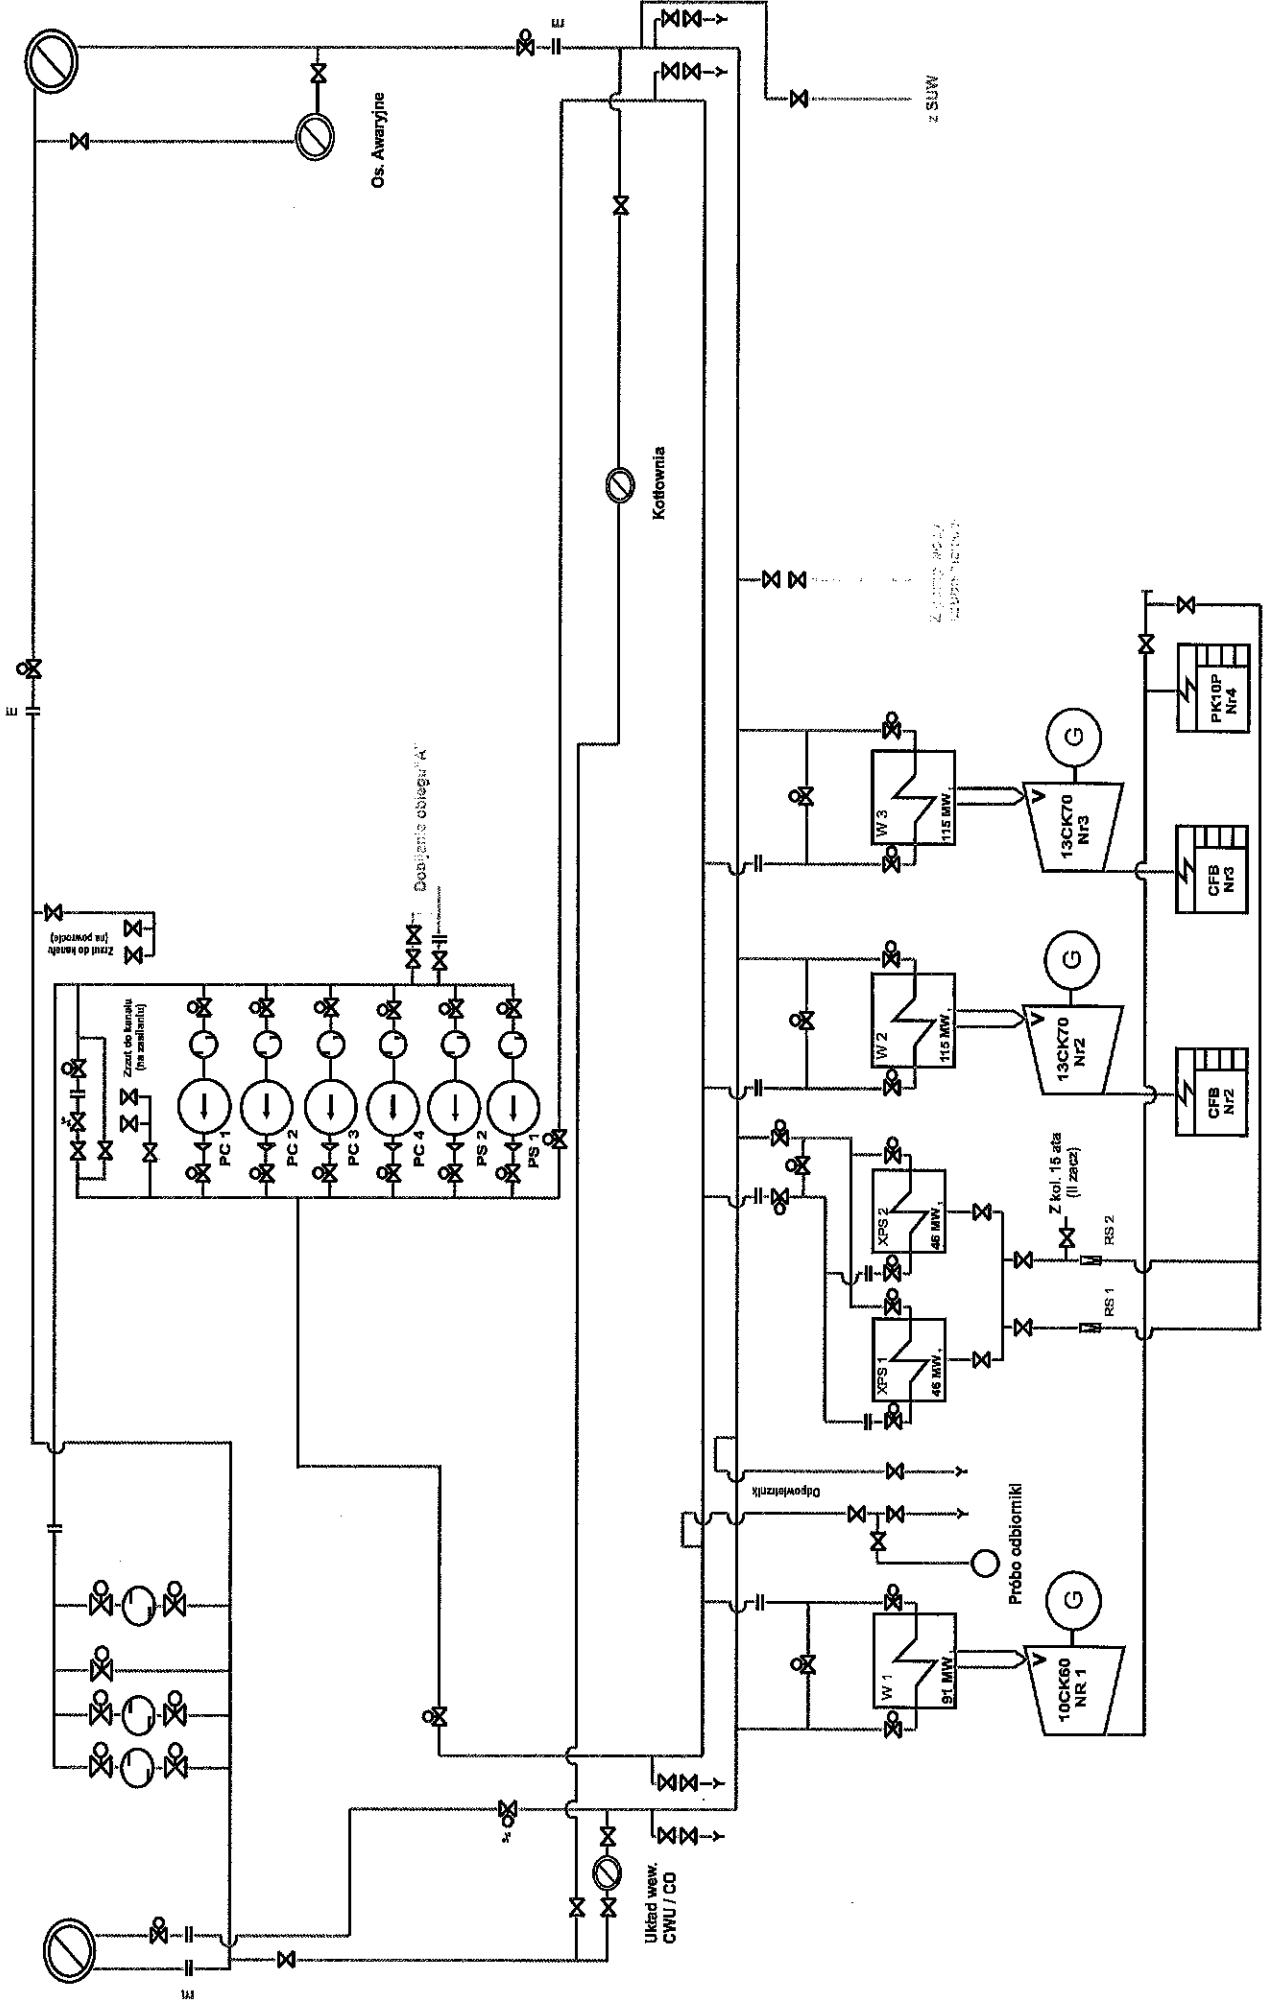 E
Os. Awaryjne
z SUW
Kotłownia
E
Dobijanie obiegu "A"
Zrzut do kanału
(na powrocie)
Zrzut do kanału
(na zasilaniu)
PC 1
PC 2
PC 3
PC 4
PS 2
PS 1
W 3
115 MW
13CK70
Nr3
G
PK10P
Nr4
CFB
Nr3
W 2
115 MW
13CK70
Nr2
G
CFB
Nr2
XPS 2
46 MW
XPS 1
46 MW
Z kol. 15 ata
(II zacz)
RS 2
RS 1
Odpowietrznik
Próbo odbiorniki
W 1
91 MW
10CK60
NR 1
G
Układ wew.
CWU / CO
E